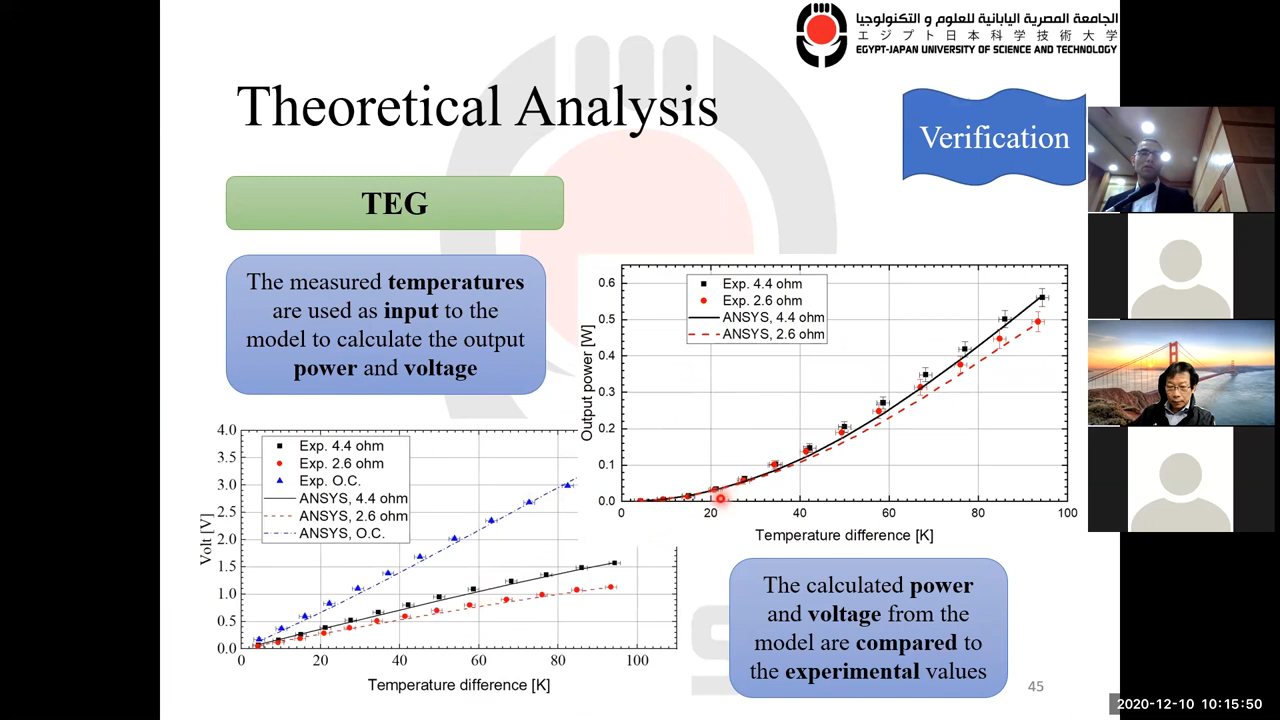 الجامعة المصرية اليابانية للعلوم و التكنولوجيا
エジプト日本科学技術大学
EGYPT-JAPAN UNIVERSITY OF SCIENCE AND TECHNOLOGY
Theoretical Analysis
Verification
TEG
The measured temperatures
are used as input to the
model to calculate the output
power and voltage
Output power [W]
0.6
0.5
0.4
0.3
0.2
0.1
0.0
Exp. 4.4 ohm
Exp. 2.6 ohm
ANSYS, 4.4 ohm
ANSYS, 2.6 ohm
0 20 40 60 80 100
Temperature difference [K]
Volt [V]
4.0
3.5
3.0
2.5
2.0
1.5
1.0
0.5
0.0
Exp. 4.4 ohm
Exp. 2.6 ohm
Exp. O.C.
ANSYS, 4.4 ohm
ANSYS, 2.6 ohm
ANSYS, O.C.
0 20 40 60 80 100
Temperature difference [K]
The calculated power
and voltage from the
model are compared to
the experimental values
45
2020-12-10 10:15:50